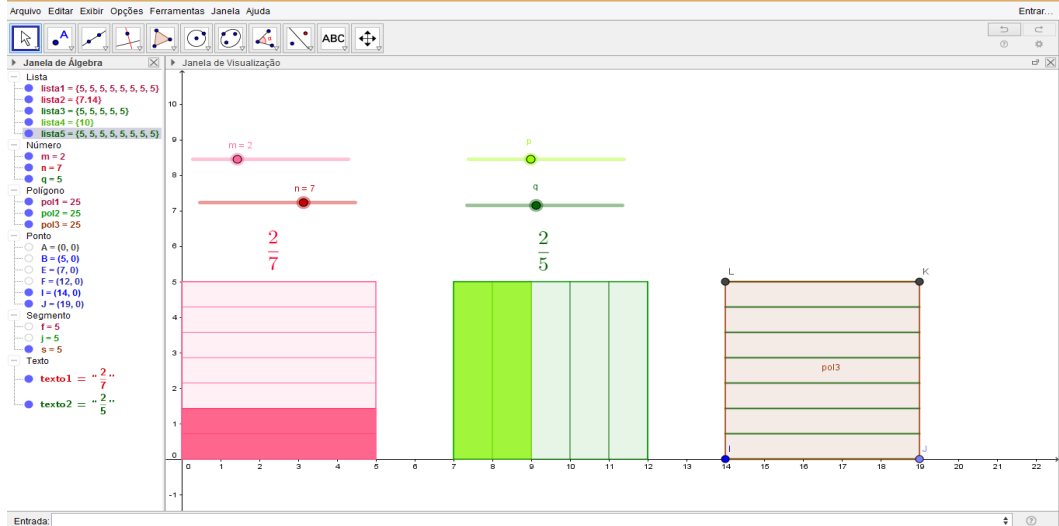 Arquivo Editar Exibir Opções Ferramentas Janela Ajuda Entrar...
A ABC
Janela de Álgebra
Lista
lista1 = {5, 5, 5, 5, 5, 5, 5, 5}
lista2 = {7.14}
lista3 = {5, 5, 5, 5, 5}
lista4 = {10}
lista5 = {5, 5, 5, 5, 5, 5, 5, 5}
Número
m = 2
n = 7
q = 5
Polígono
pol1 = 25
pol2 = 25
pol3 = 25
Ponto
A = (0, 0)
B = (5, 0)
E = (7, 0)
F = (12, 0)
I = (14, 0)
J = (19, 0)
Segmento
f = 5
j = 5
s = 5
Texto
texto1 = “2/7”
texto2 = “2/5”
Janela de Visualização
m = 2
n = 7
2/7
p
q
2/5
L K
pol3
I J
10
9
8
7
6
5
4
3
2
1
0
-1
0 1 2 3 4 5 6 7 8 9 10 11 12 13 14 15 16 17 18 19 20 21 22
Entrada: